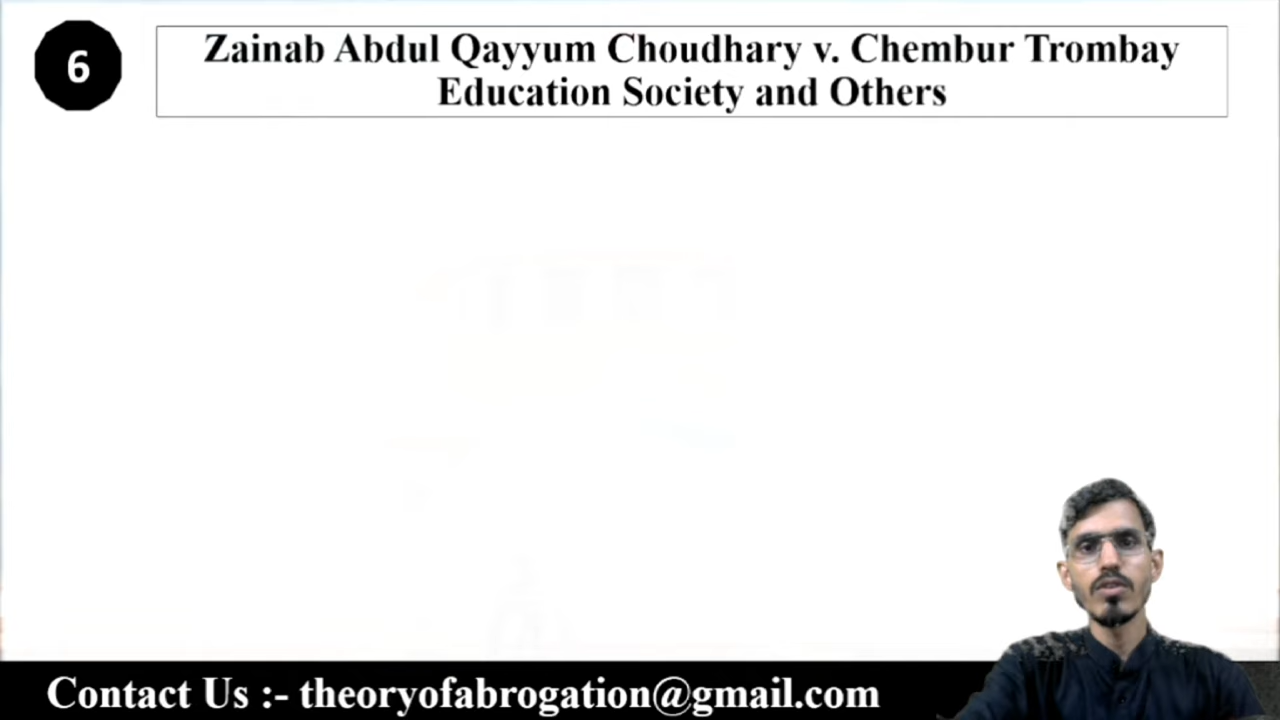 6
Zainab Abdul Qayyum Choudhary v. Chembur Trombay
Education Society and Others
Contact Us :- theoryofabrogation@gmail.com